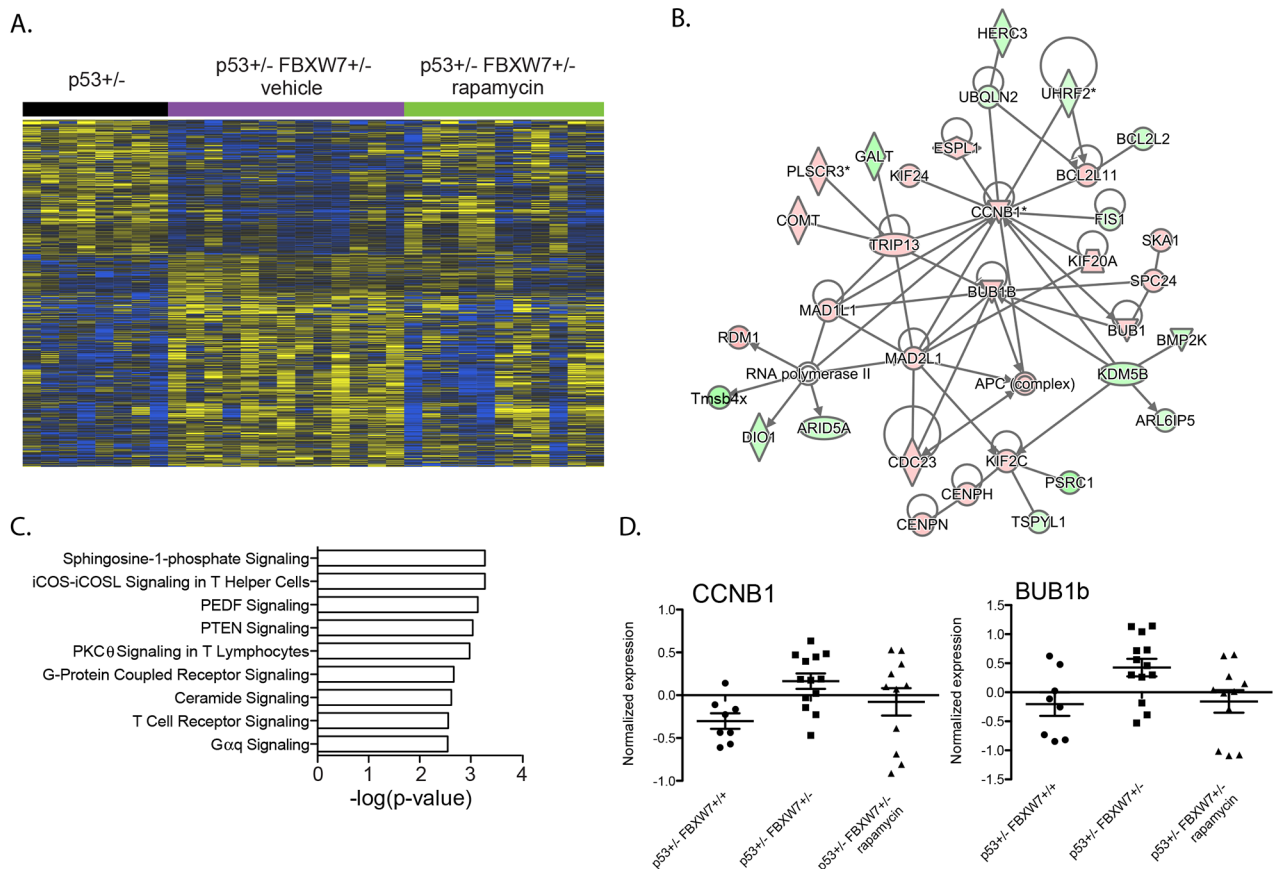 A.
p53+/-
p53+/- FBXW7+/-
vehicle
p53+/- FBXW7+/-
rapamycin
B.
HERC3
UBQLN2
UHRF2*
BCL2L2
GALT
ESPL1
PLSCR3*
KIF24
BCL2L11
COMT
CCNB1*
FIS1
TRIP13
KIF20A
SKA1
SPC24
BUB1B
MAD1L1
BUB1
BMP2K
RDM1
MAD2L1
RNA polymerase II
APC (complex)
KDM5B
Tmsb4x
DIO1
ARID5A
ARL6IP5
CDC23
KIF2C
PSRC1
CENPH
CENPN
TSPYL1
C.
Sphingosine-1-phosphate Signaling
iCOS-iCOSL Signaling in T Helper Cells
PEDF Signaling
PTEN Signaling
PKCθ Signaling in T Lymphocytes
G-Protein Coupled Receptor Signaling
Ceramide Signaling
T Cell Receptor Signaling
Gαq Signaling
0 1 2 3 4
-log(p-value)
D.
CCNB1
Normalized expression
1.0
0.5
0.0
-0.5
-1.0
p53+/- FBXW7+/+
p53+/- FBXW7+/-
p53+/- FBXW7+/-
rapamycin
BUB1b
Normalized expression
1.5
1.0
0.5
0.0
-0.5
-1.0
-1.5
p53+/- FBXW7+/+
p53+/- FBXW7+/-
p53+/- FBXW7+/-
rapamycin